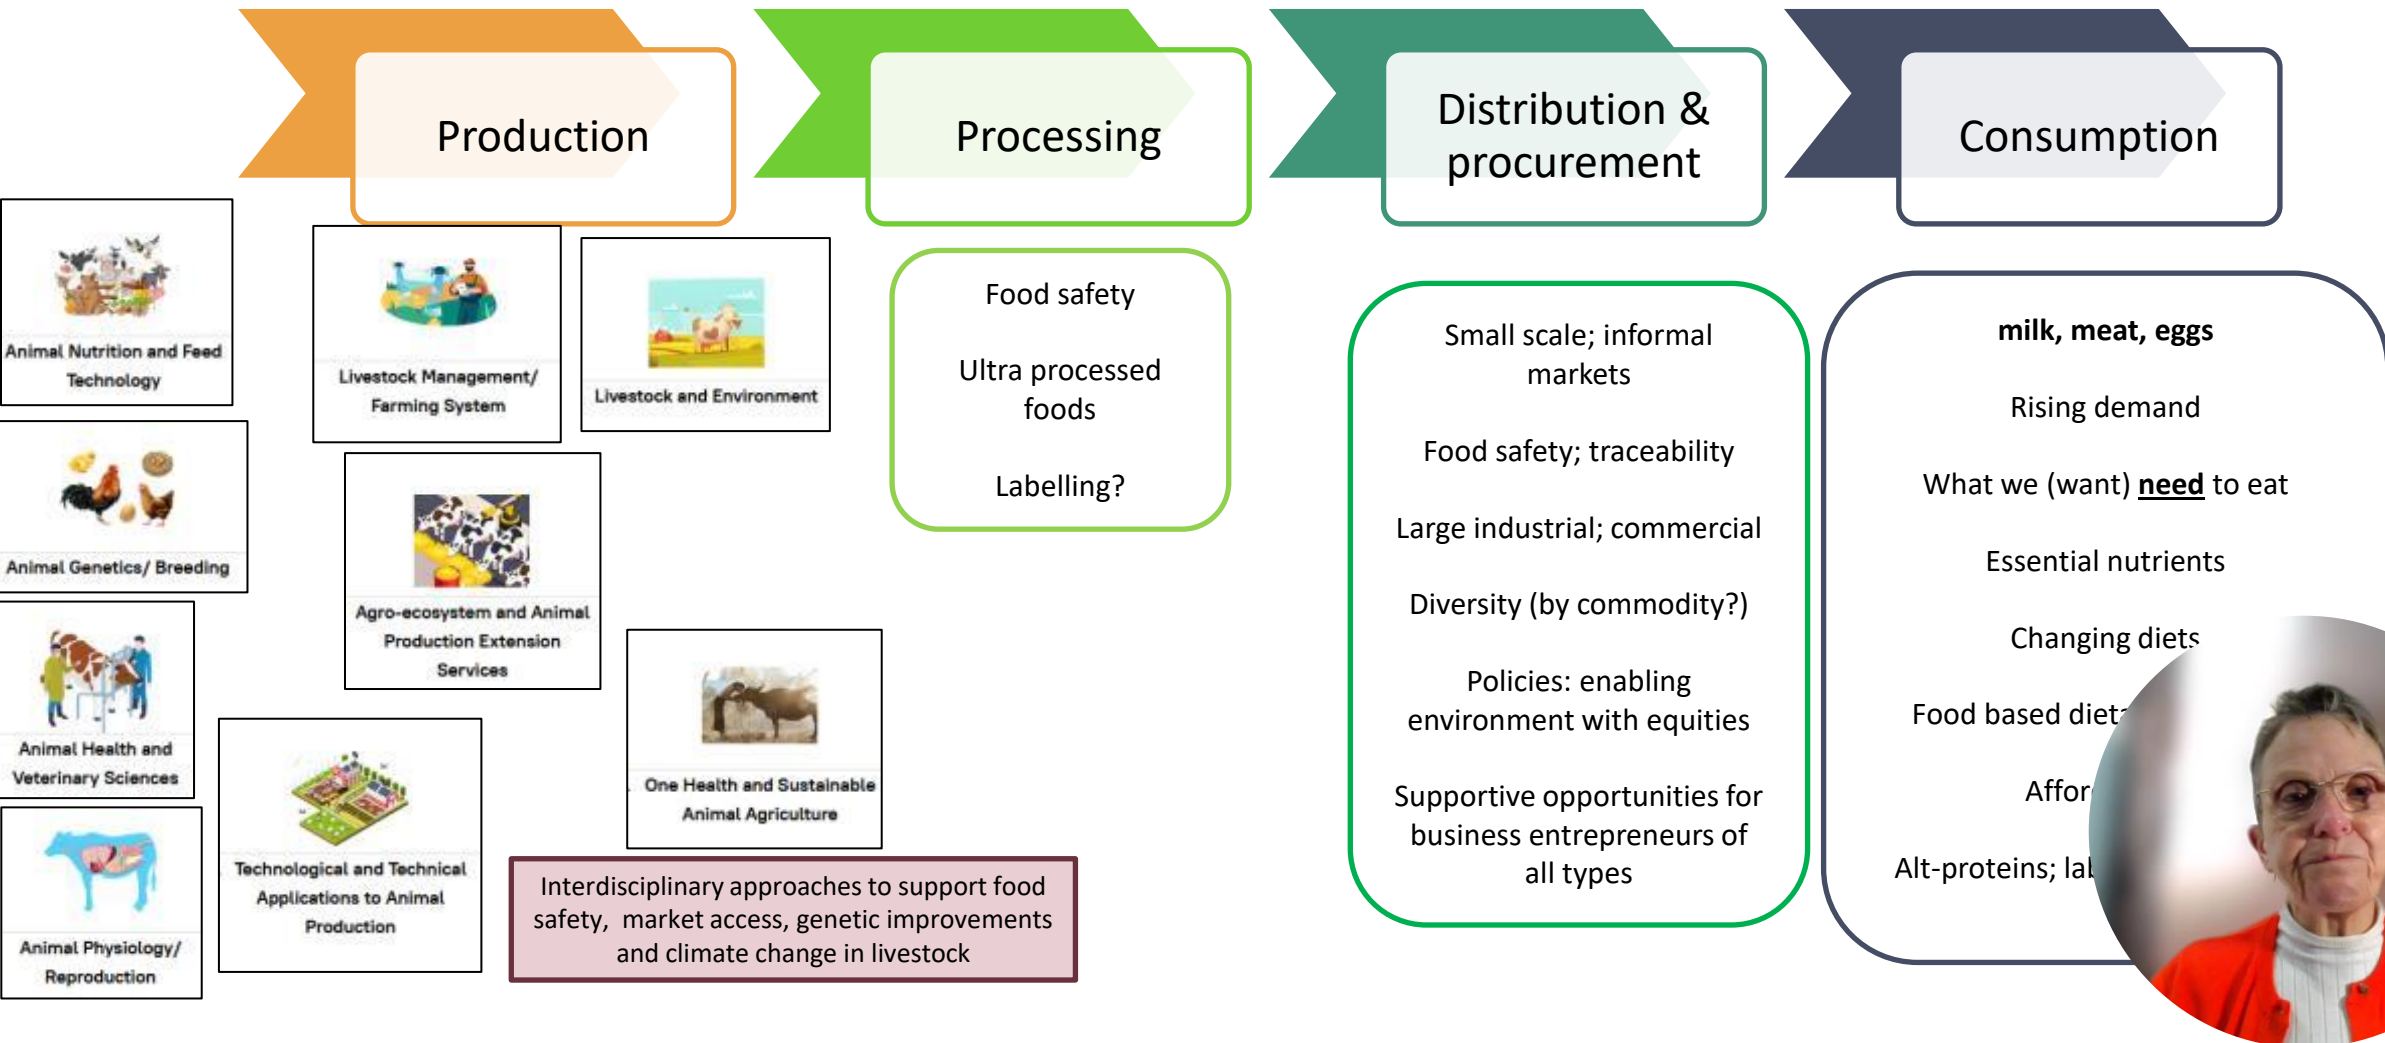 Production
Processing
Distribution &
procurement
Consumption
Animal Nutrition and Feed
Technology
Animal Genetics/ Breeding
Animal Health and
Veterinary Sciences
Animal Physiology/
Reproduction
Livestock Management/
Farming System
Livestock and Environment
Agro-ecosystem and Animal
Production Extension
Services
Technological and Technical
Applications to Animal
Production
One Health and Sustainable
Animal Agriculture
Interdisciplinary approaches to support food
safety, market access, genetic improvements
and climate change in livestock
Food safety
Ultra processed
foods
Labelling?
Small scale; informal
markets
Food safety; traceability
Large industrial; commercial
Diversity (by commodity?)
Policies: enabling
environment with equities
Supportive opportunities for
business entrepreneurs of
all types
milk, meat, eggs
Rising demand
What we (want) need to eat
Essential nutrients
Changing diets
Food based
Alt-proteins;